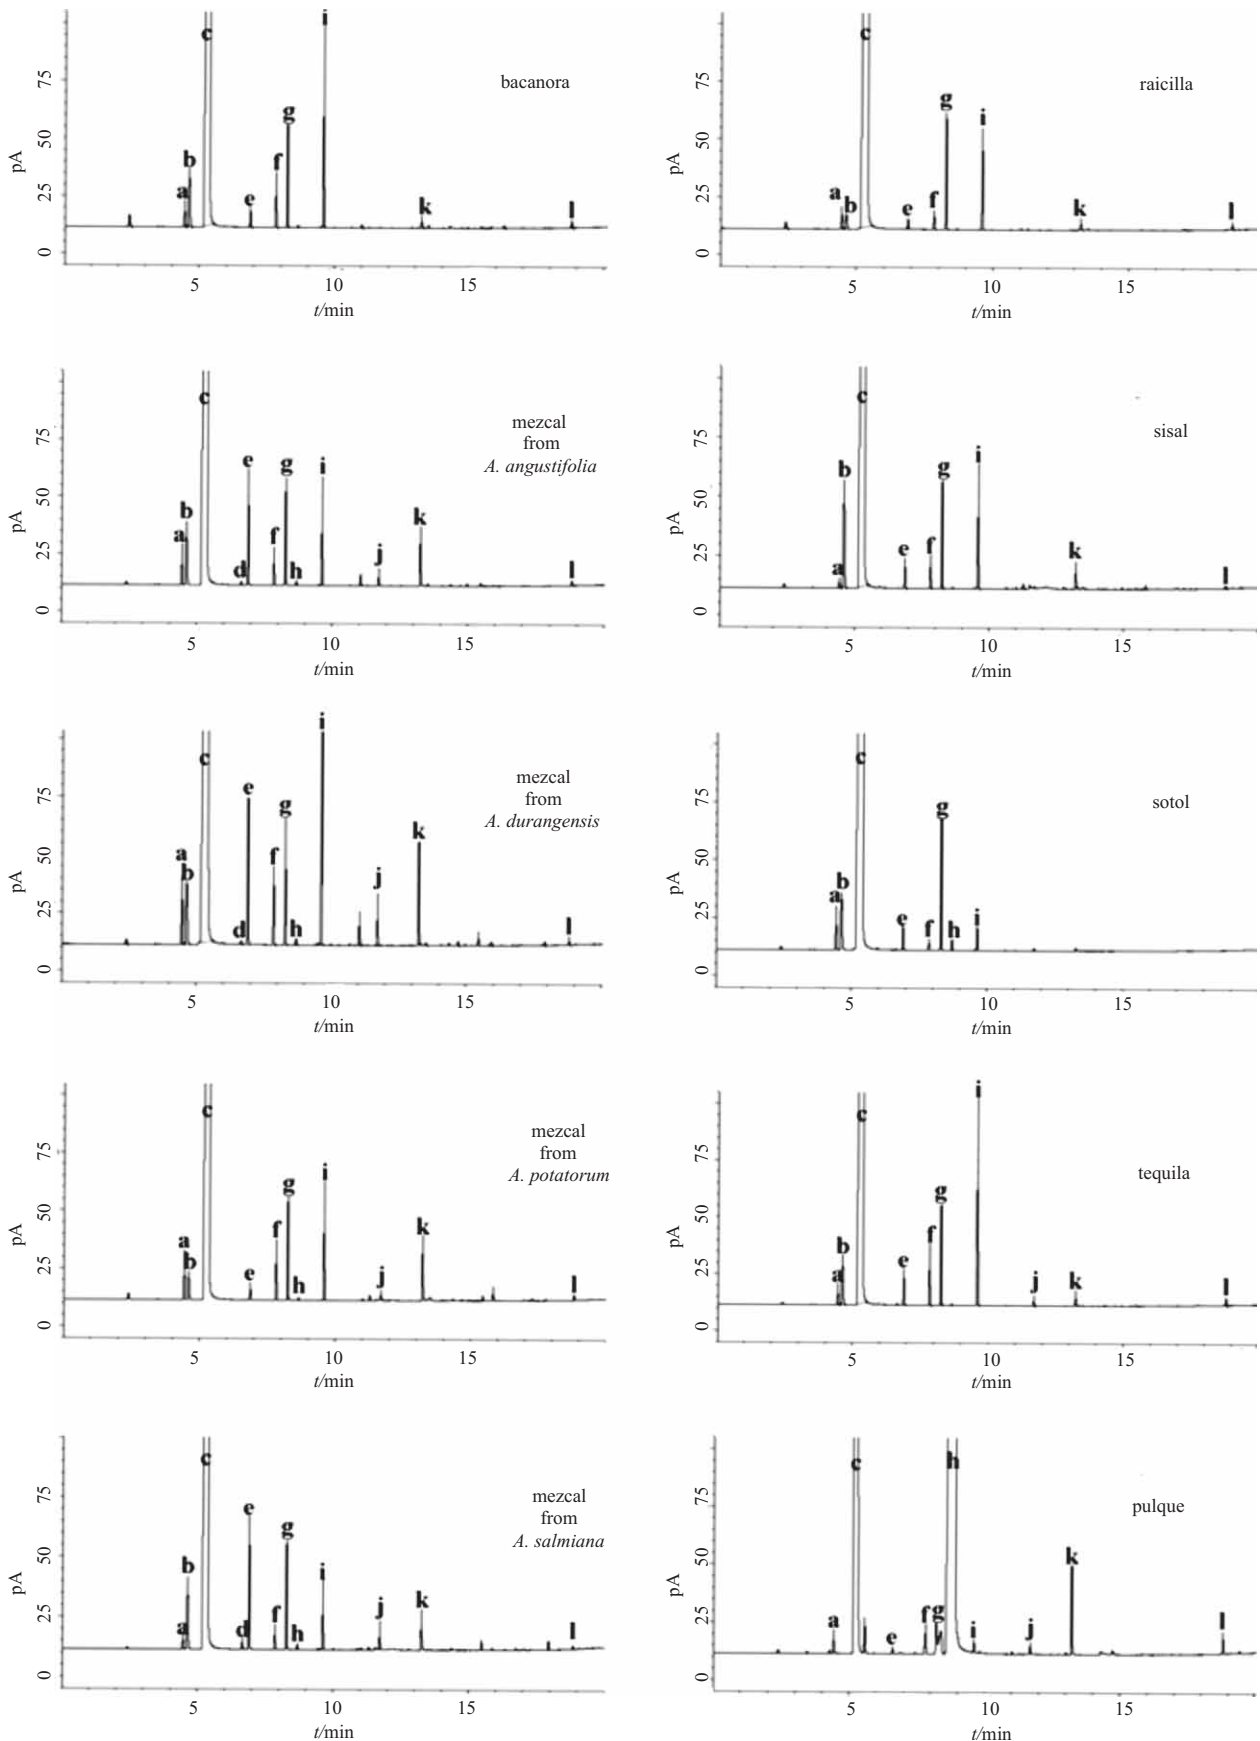 c
i
bacanora
g
b
f
a
e
k
l
75
50
25
0
pA
5
10
15
t/min
c
raicilla
g
i
a
b
e
f
k
l
75
50
25
0
pA
5
10
15
t/min
c
mezcal
from
A. angustifolia
e
g
i
b
a
f
k
d
h
j
l
75
50
25
0
pA
5
10
15
t/min
c
sisal
b
g
i
a
e
f
k
l
75
50
25
0
pA
5
10
15
t/min
c
i
mezcal
from
A. durangensis
e
g
a
b
f
k
d
h
j
l
75
50
25
0
pA
5
10
15
t/min
c
sotol
g
a
b
e
f
h
i
75
50
25
0
pA
5
10
15
t/min
c
mezcal
from
A. potatorum
g
i
a
b
f
e
h
j
k
l
75
50
25
0
pA
5
10
15
t/min
c
i
tequila
g
b
a
f
e
j
k
l
75
50
25
0
pA
5
10
15
t/min
c
mezcal
from
A. salmiana
e
g
b
i
a
d
f
h
j
k
l
75
50
25
0
pA
5
10
15
t/min
c
h
pulque
k
a
f
g
e
i
j
l
75
50
25
0
pA
5
10
15
t/min